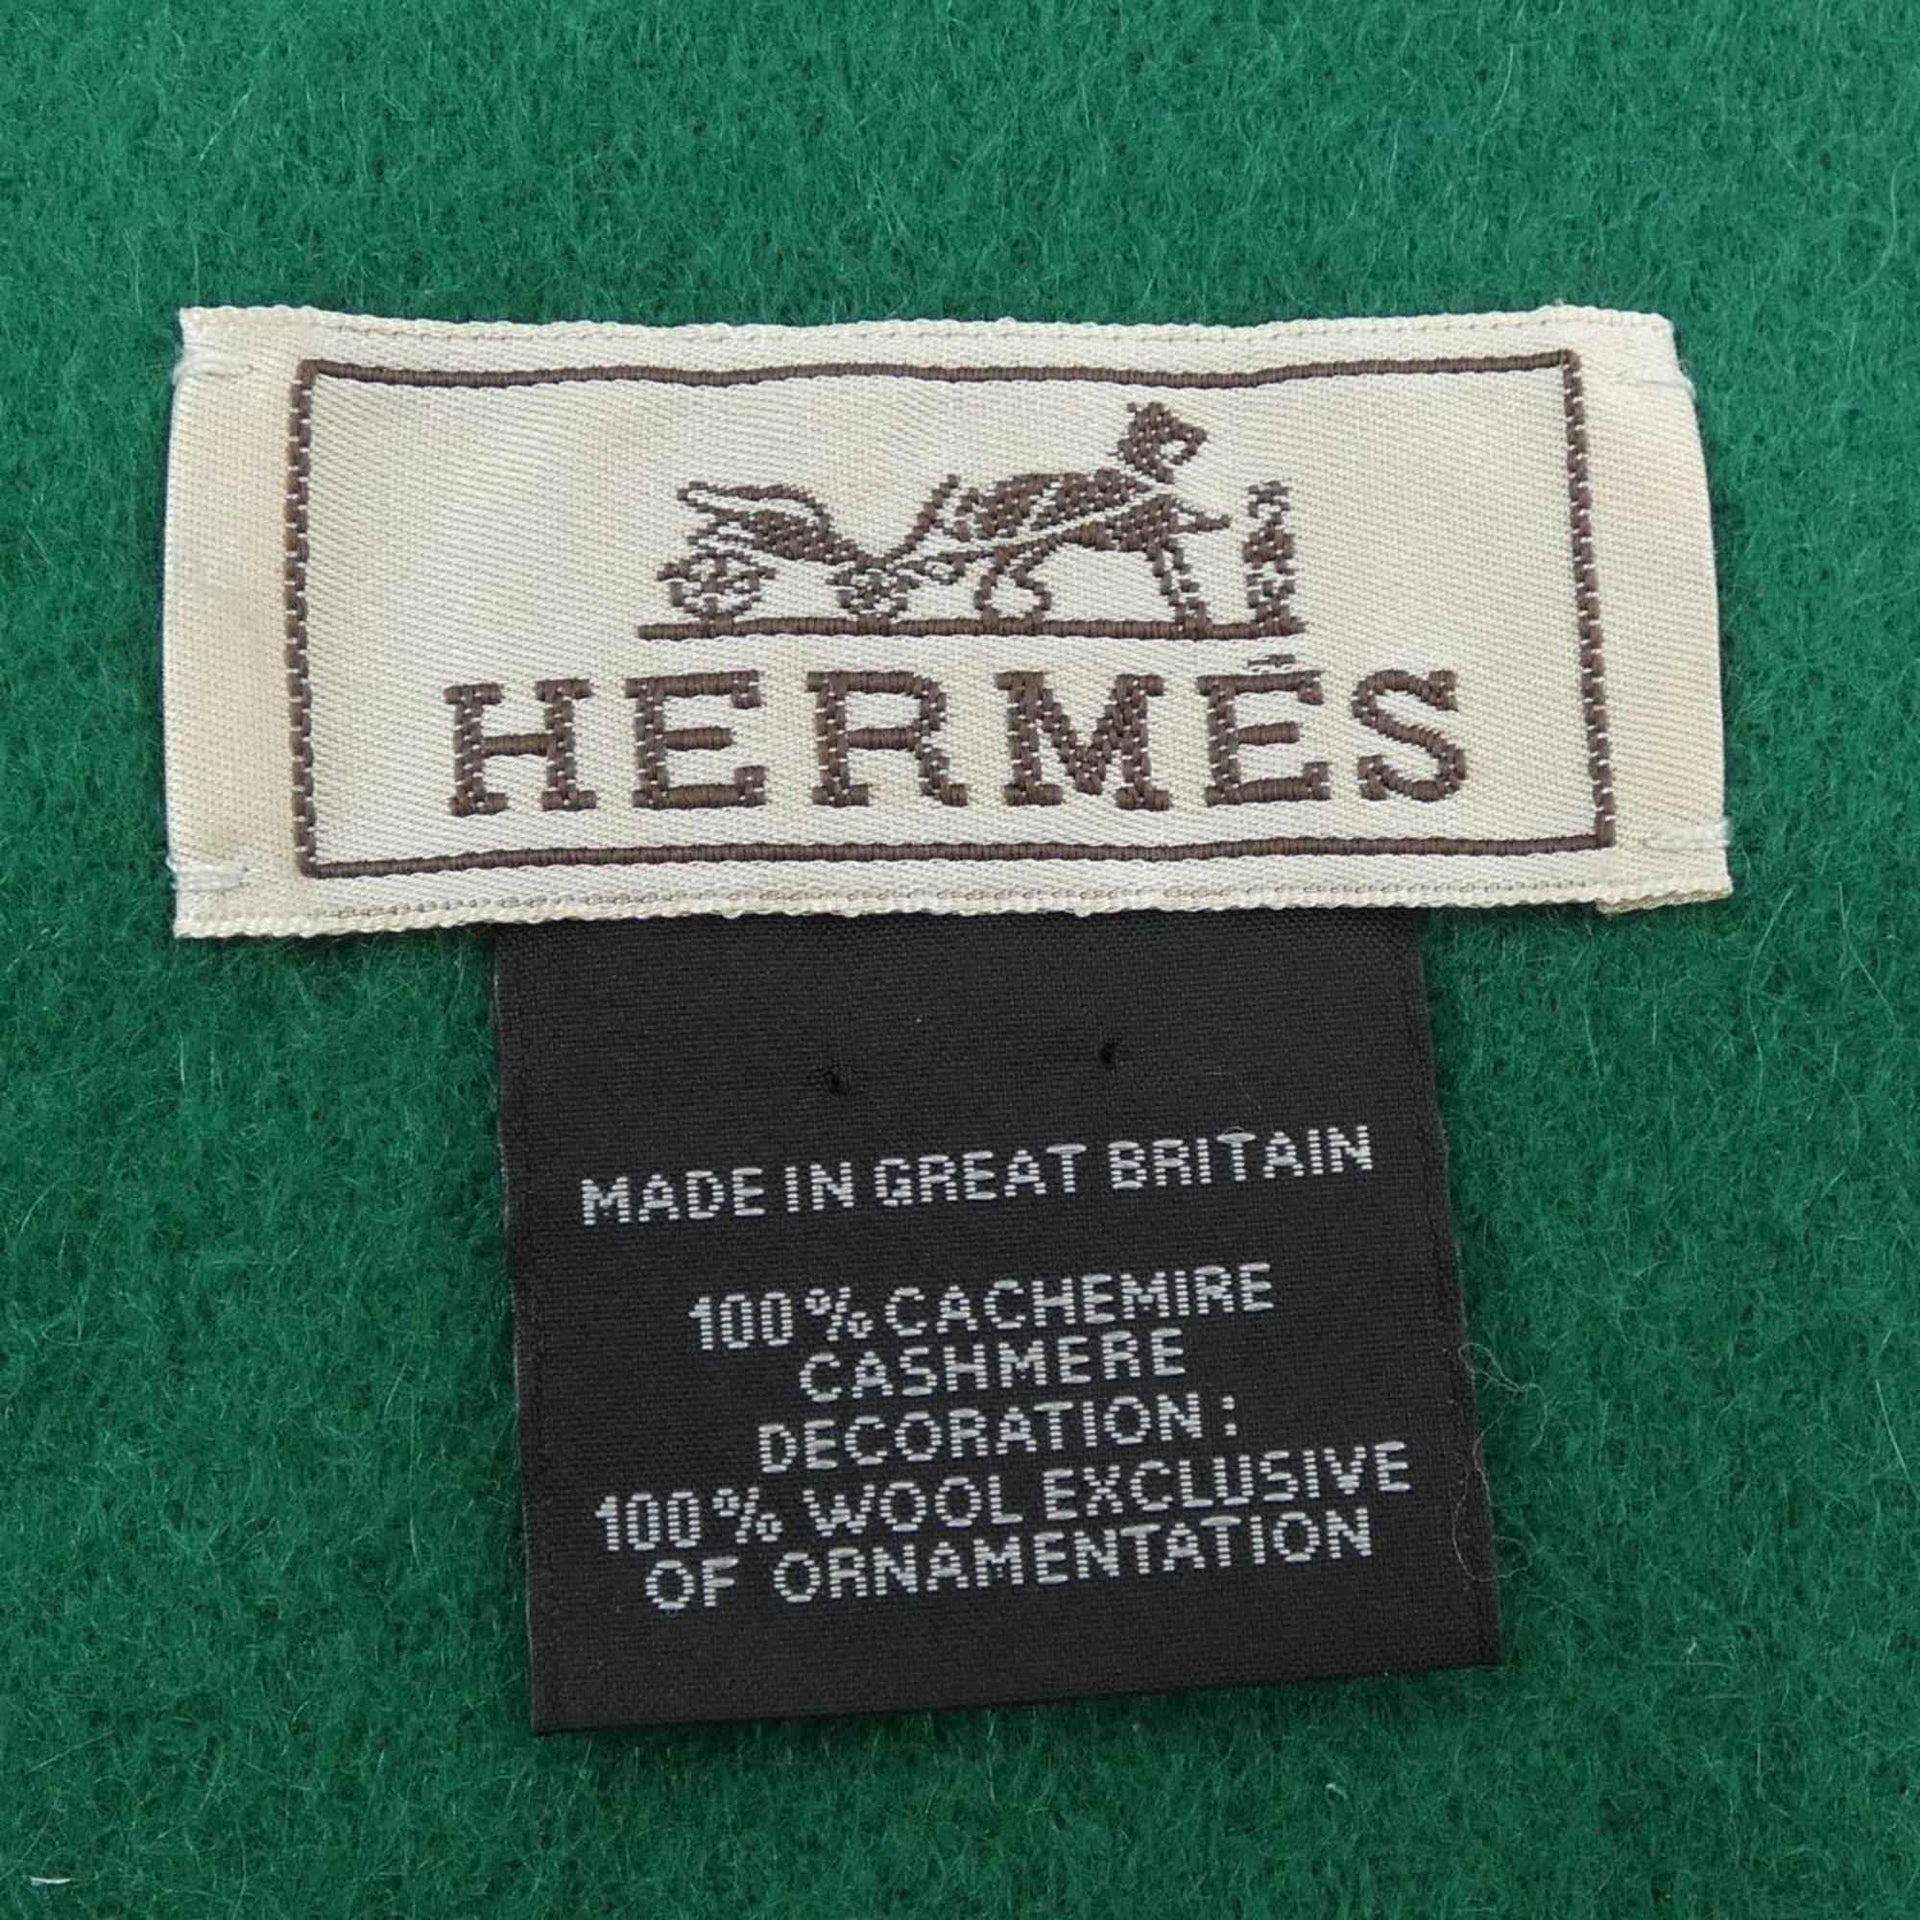 HERMÈS
MADE IN GREAT BRITAIN
100% CACHEMIRE
CASHMERE
DECORATION :
100% WOOL EXCLUSIVE
OF ORNAMENTATION